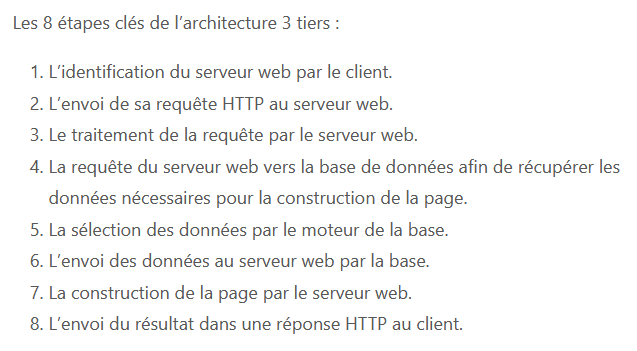 Les 8 étapes clés de l’architecture 3 tiers :
1. L’identification du serveur web par le client.
2. L’envoi de sa requête HTTP au serveur web.
3. Le traitement de la requête par le serveur web.
4. La requête du serveur web vers la base de données afin de récupérer les
données nécessaires pour la construction de la page.
5. La sélection des données par le moteur de la base.
6. L’envoi des données au serveur web par la base.
7. La construction de la page par le serveur web.
8. L’envoi du résultat dans une réponse HTTP au client.